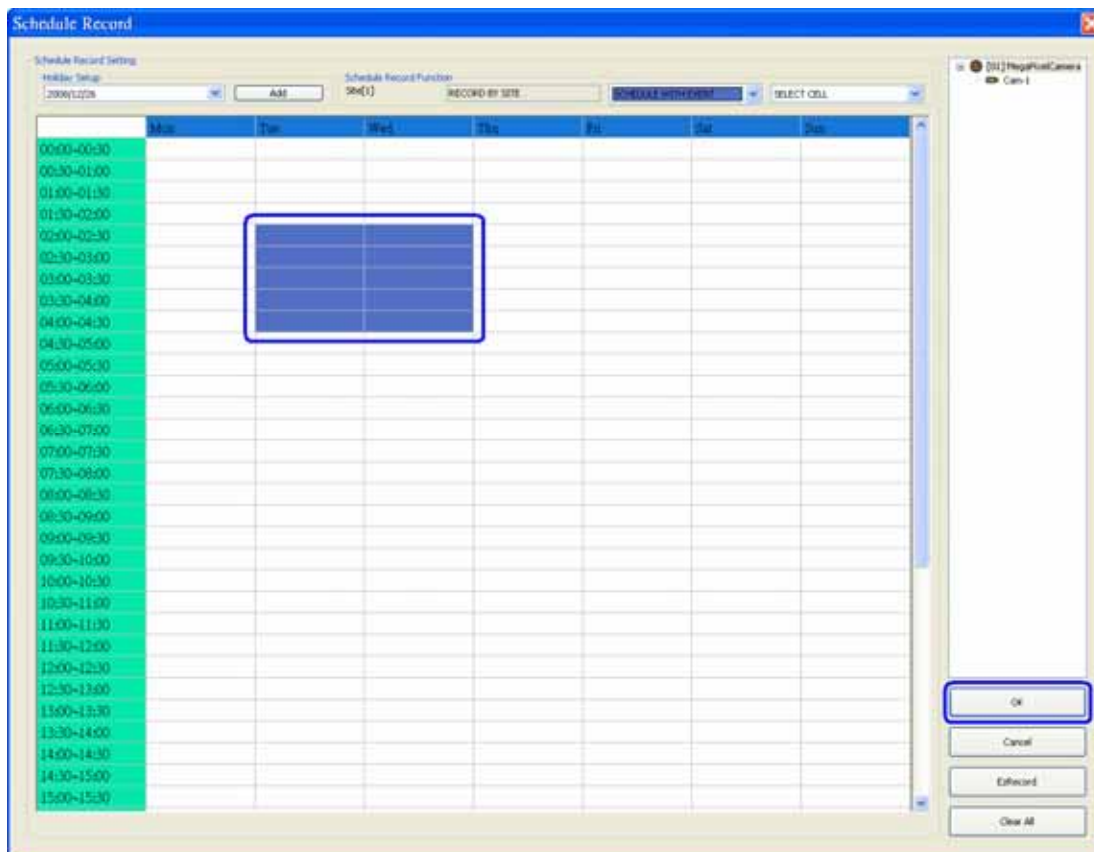 Schedule Record
Schedule Record Setting
Holiday Setup
2006/12/26
Add
Schedule Record Function
Site[1]
RECORD BY SITE
SCHEDULE WITH EVENT
SELECT CELL
[01] MegaPixelCamera
Cam-1
Mon Tue Wed Thu Fri Sat Sun
00:00~00:30
00:30~01:00
01:00~01:30
01:30~02:00
02:00~02:30
02:30~03:00
03:00~03:30
03:30~04:00
04:00~04:30
04:30~05:00
05:00~05:30
05:30~06:00
06:00~06:30
06:30~07:00
07:00~07:30
07:30~08:00
08:00~08:30
08:30~09:00
09:00~09:30
09:30~10:00
10:00~10:30
10:30~11:00
11:00~11:30
11:30~12:00
12:00~12:30
12:30~13:00
13:00~13:30
13:30~14:00
14:00~14:30
14:30~15:00
15:00~15:30
OK
Cancel
EzRecord
Clear All